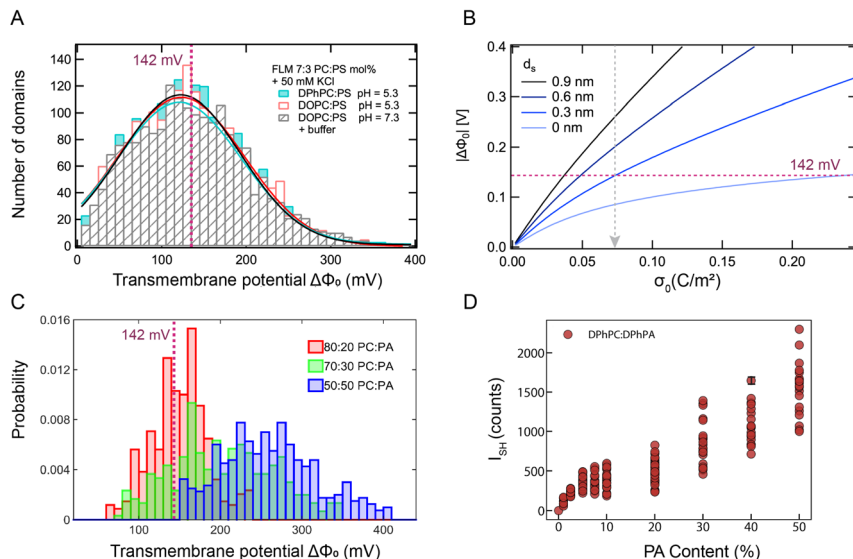 A
142 mV
FLM 7:3 PC:PS mol%
+ 50 mM KCl
DPhPC:PS pH = 5.3
DOPC:PS pH = 5.3
DOPC:PS pH = 7.3
+ buffer
Number of domains
140
120
100
80
60
40
20
0
0 100 200 300 400
Transmembrane potential ΔΦ₀ (mV)
B
dₛ
0.9 nm
0.6 nm
0.3 nm
0 nm
142 mV
|ΔΦ₀| [V]
0.4
0.3
0.2
0.1
0.0
0.00 0.05 0.10 0.15 0.20
σ₀(C/m²)
C
142 mV
80:20 PC:PA
70:30 PC:PA
50:50 PC:PA
Probability
0.016
0.012
0.008
0.004
0
100 200 300 400
Transmembrane potential ΔΦ₀ (mV)
D
DPhPC:DPhPA
I_SH (counts)
2000
1500
1000
500
0
0 10 20 30 40 50
PA Content (%)